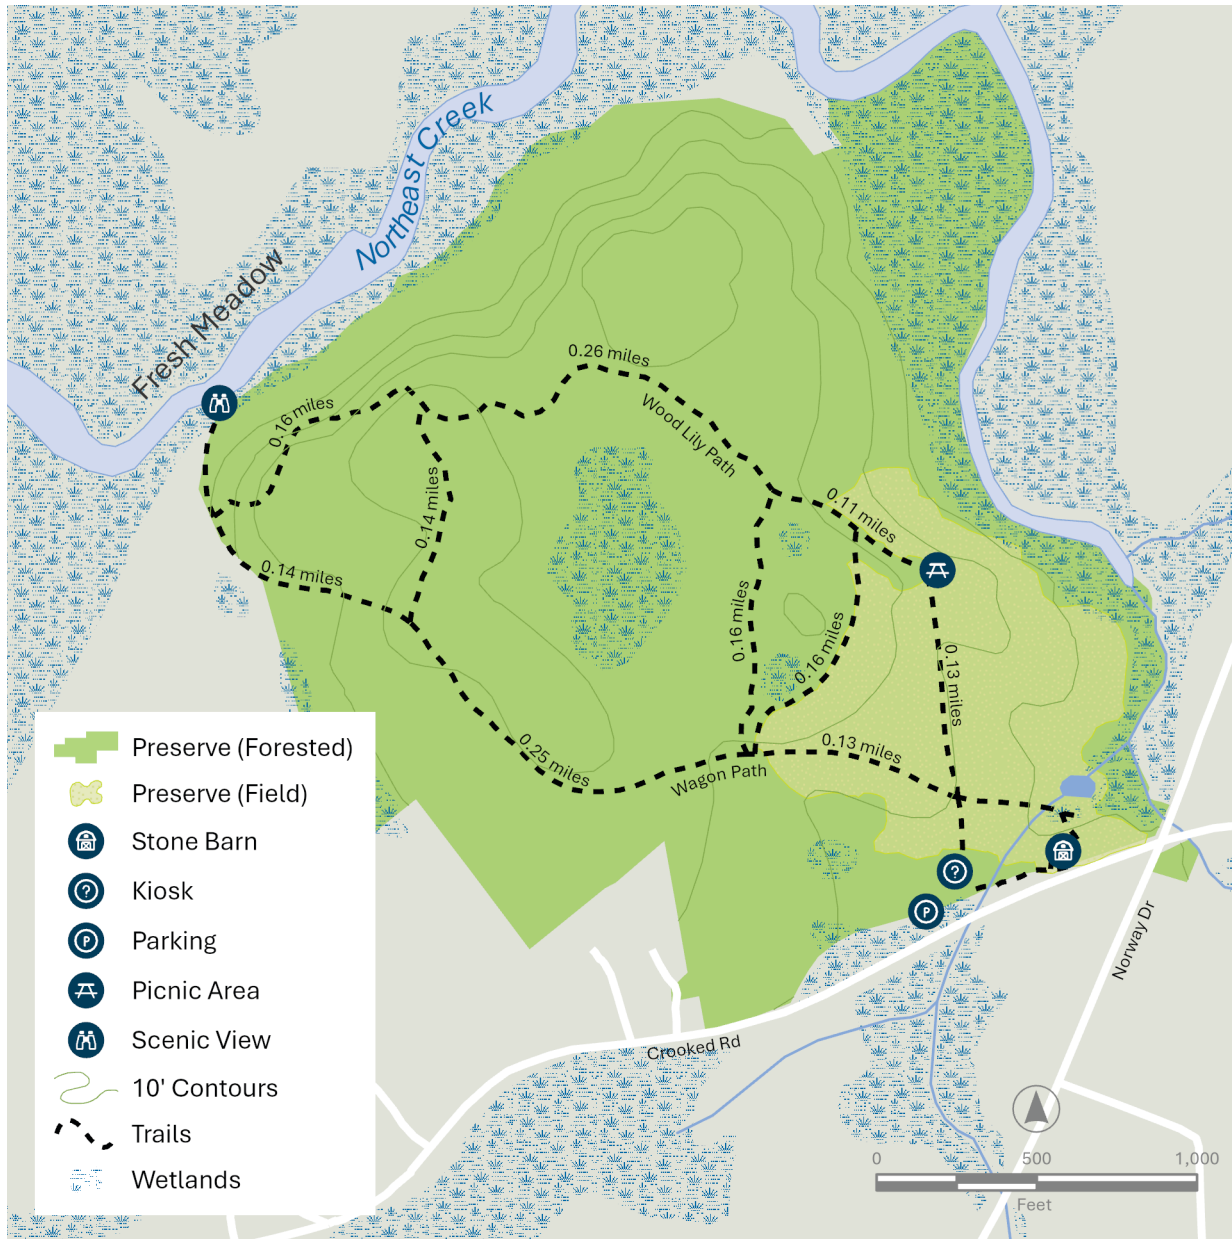 Northeast Creek
Fresh Meadow
0.26 miles
0.16 miles
Wood Lily Path
0.14 miles
0.11 miles
0.14 miles
0.16 miles
0.16 miles
0.13 miles
0.25 miles
0.13 miles
Wagon Path
Preserve (Forested)
Preserve (Field)
Stone Barn
?
Kiosk
?
P
Parking
P
Picnic Area
Scenic View
10' Contours
Trails
Wetlands
Norway Dr
Crooked Rd
0 500 1,000
Feet